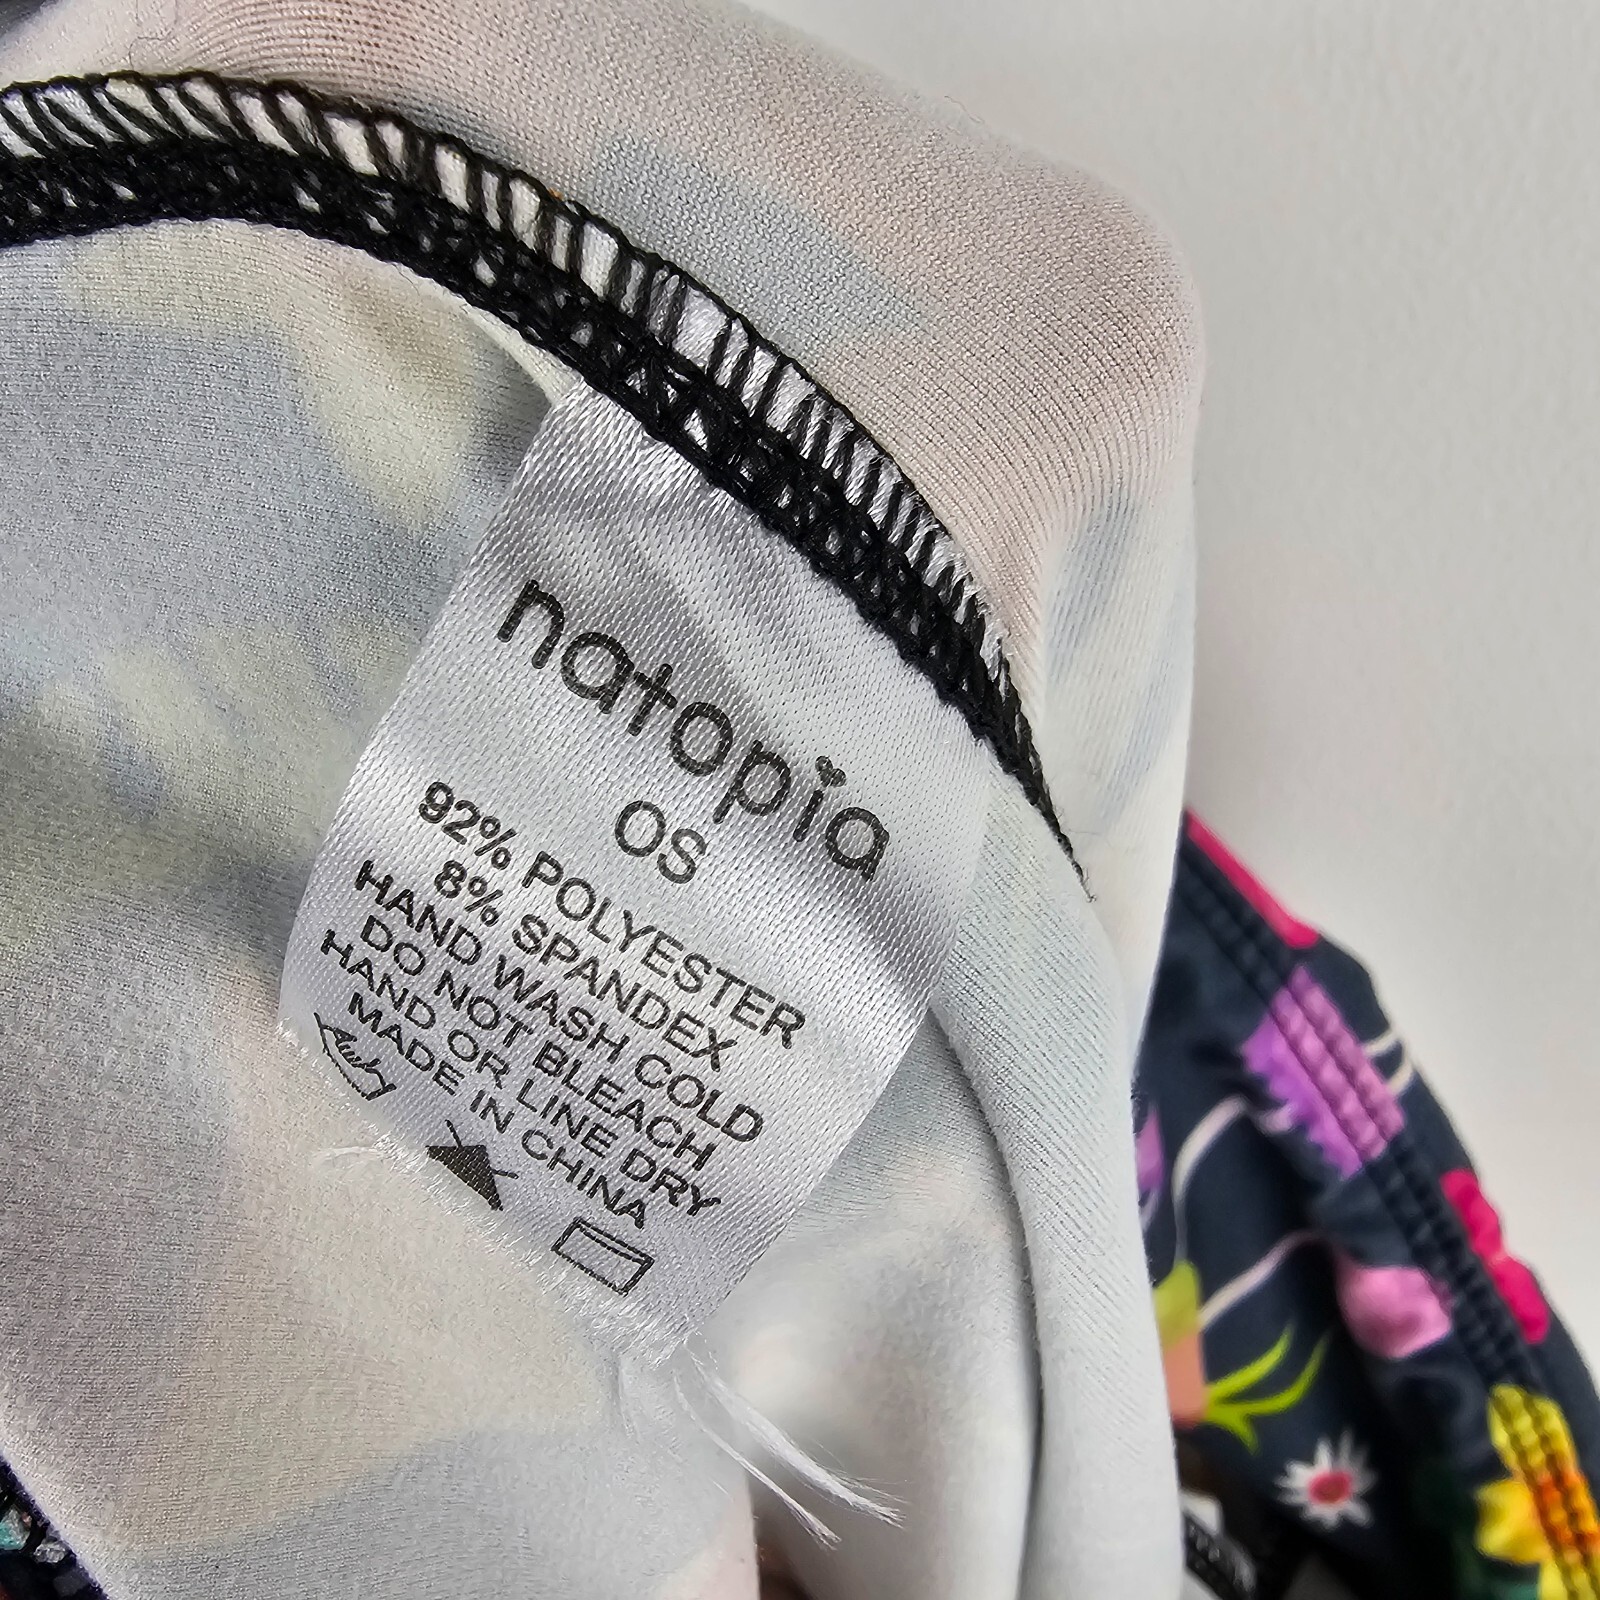 natopia
OS
92% POLYESTER
8% SPANDEX
HAND WASH COLD
DO NOT BLEACH
HAND OR LINE DRY
MADE IN CHINA